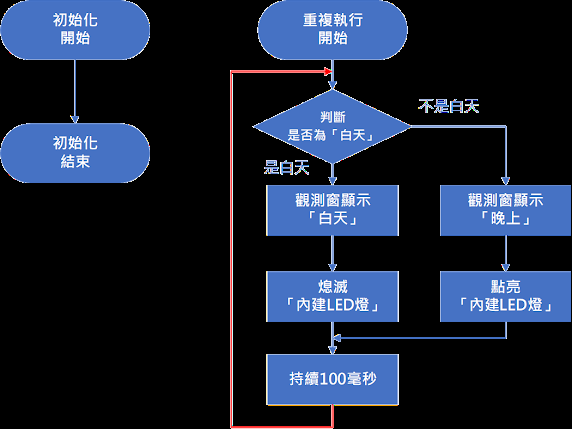 初始化
開始
初始化
結束
重複執行
開始
判斷
是否為「白天」
不是白天
是白天
觀測窗顯示
「白天」
觀測窗顯示
「晚上」
熄滅
「內建LED燈」
點亮
「內建LED燈」
持續100毫秒